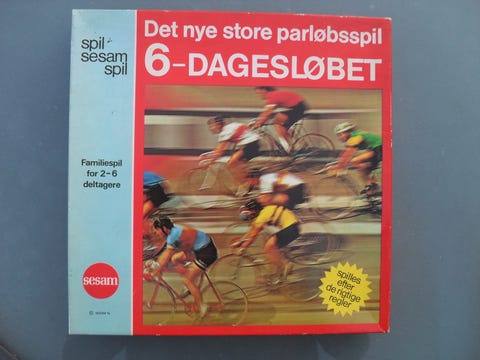 spil
sesam
spil
Det nye store parløbsspil
6-DAGESLØBET
Familiespil
for 2-6
deltagere
sesam
spilles
efter
de rigtige
regler